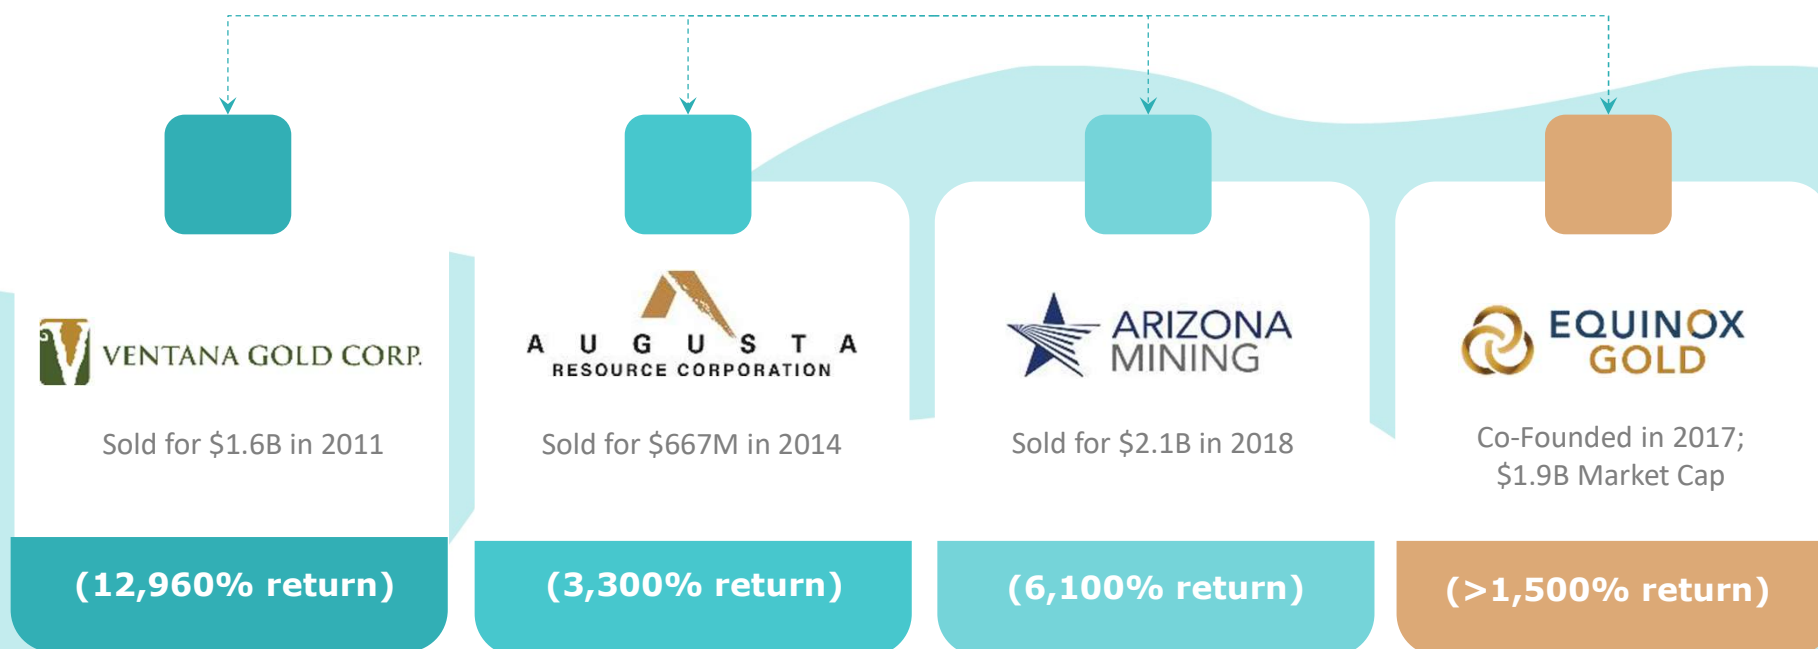 VENTANA GOLD CORP.
Sold for $1.6B in 2011
(12,960% return)
AUGUSTA
RESOURCE CORPORATION
Sold for $667M in 2014
(3,300% return)
ARIZONA
MINING
Sold for $2.1B in 2018
(6,100% return)
EQUINOX
GOLD
Co-Founded in 2017;
$1.9B Market Cap
(>1,500% return)